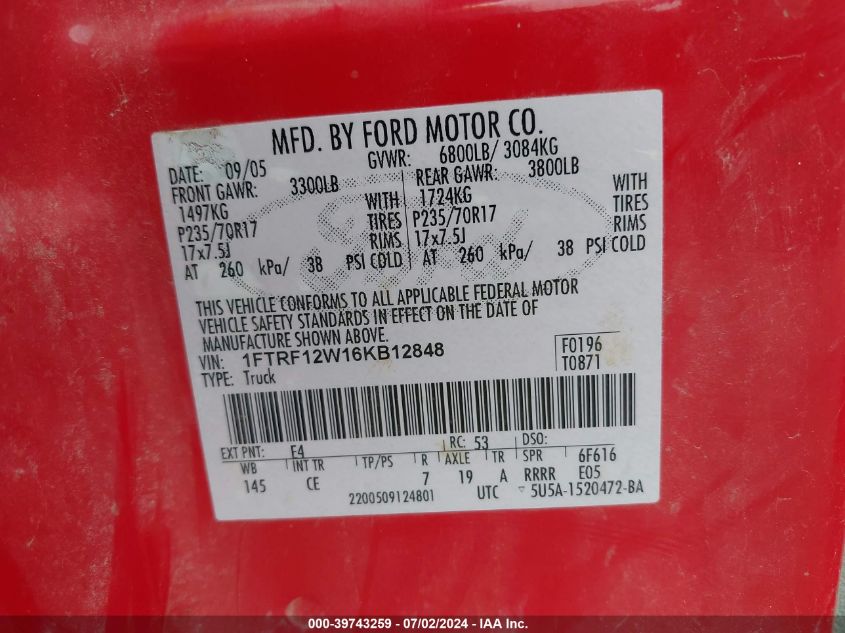 MFD. BY FORD MOTOR CO.
DATE: 09/05 GVWR: 6800LB/ 3084KG
FRONT GAWR: 3300LB REAR GAWR: 3800LB
1497KG WITH 1724KG WITH
P235/70R17 TIRES P235/70R17 TIRES
17x7.5J RIMS 17x7.5J RIMS
AT 260 kPa/ 38 PSI COLD AT 260 kPa/ 38 PSI COLD
THIS VEHICLE CONFORMS TO ALL APPLICABLE FEDERAL MOTOR
VEHICLE SAFETY STANDARDS IN EFFECT ON THE DATE OF
MANUFACTURE SHOWN ABOVE.
VIN: 1FTRF12W16KB12848 F0196
TYPE: Truck T0871
EXT PNT: E4 RC: 53 DSO:
WB INT TR TP/PS R AXLE TR SPR 6F616
145 CE 7 19 A RRRR E05
2200509124801 UTC 5U5A-1520472-BA
000-39743259 - 07/02/2024 - IAA, Inc.